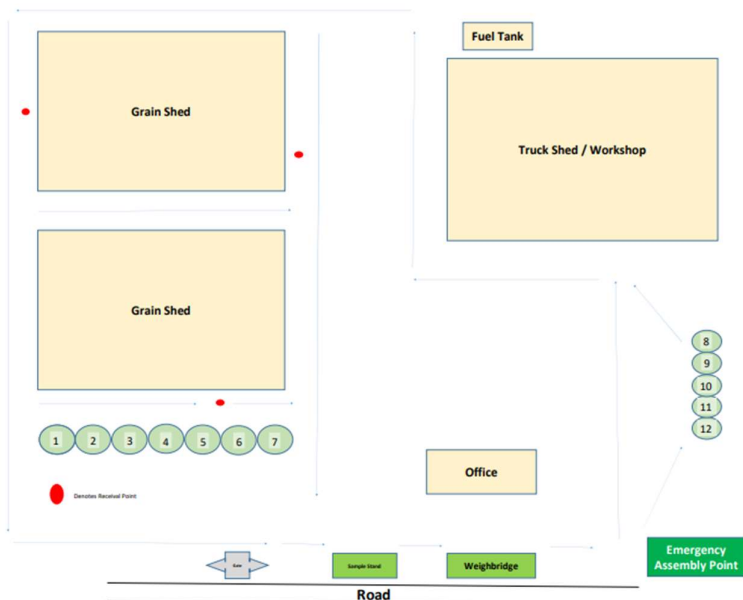 Fuel Tank
Grain Shed
Truck Shed / Workshop
Grain Shed
8
9
10
11
12
1 2 3 4 5 6 7
Office
Denotes Receival Point
Gate
Sample Stand
Weighbridge
Emergency
Assembly Point
Road